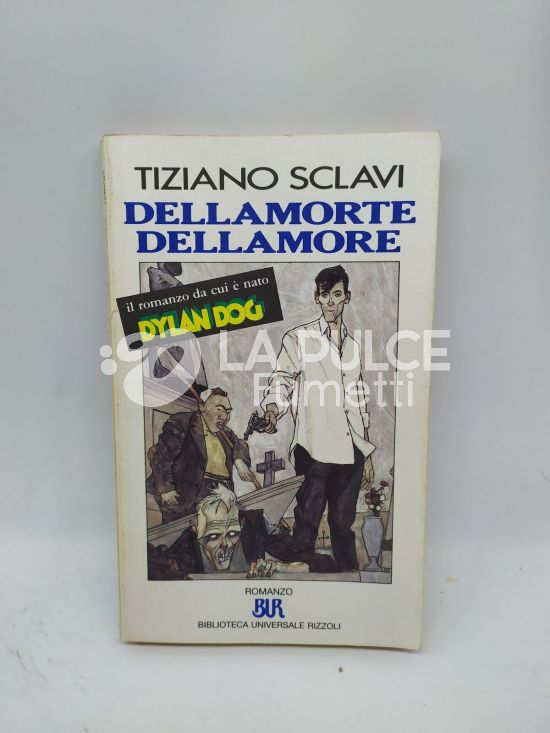 TIZIANO SCLAVI
DELLAMORTE
DELLAMORE
il romanzo da cui è nato
DYLAN DOG
LA PULCE
Fumetti
ROMANZO
BUR
BIBLIOTECA UNIVERSALE RIZZOLI